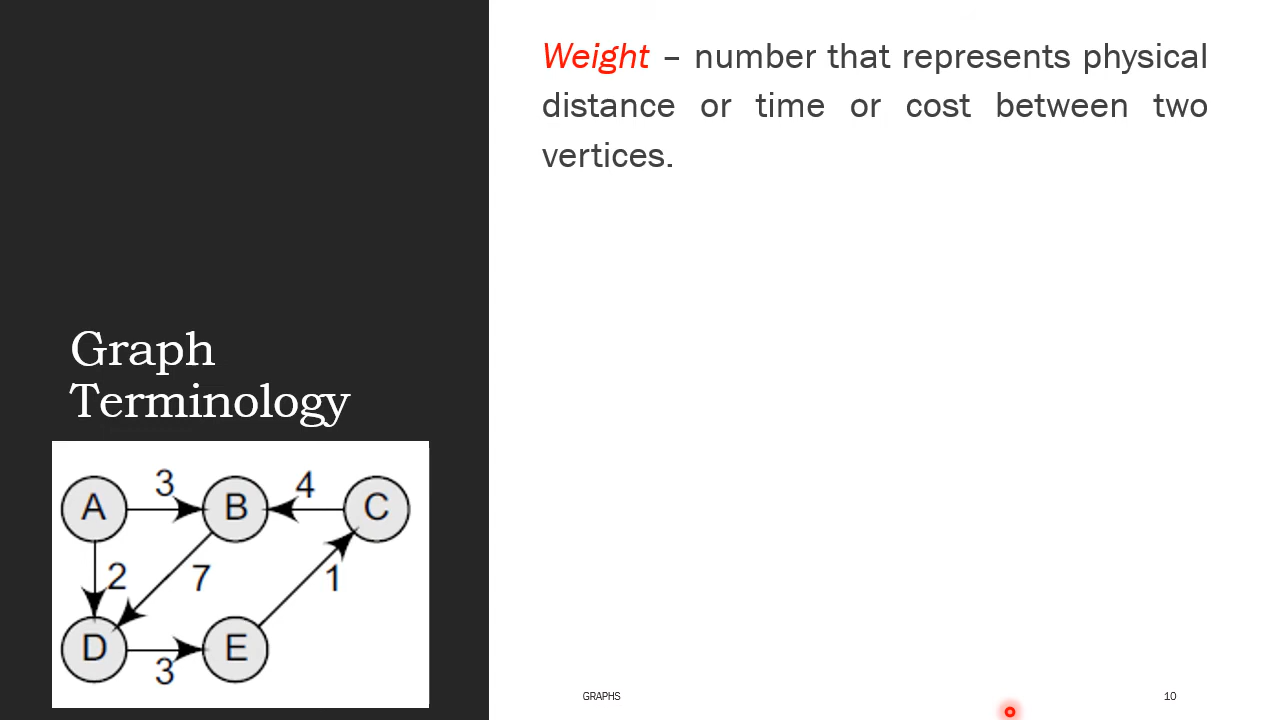 Weight – number that represents physical
distance or time or cost between two
vertices.
Graph
Terminology
A 3 B 4 C
2 7 1
D 3 E
GRAPHS 10